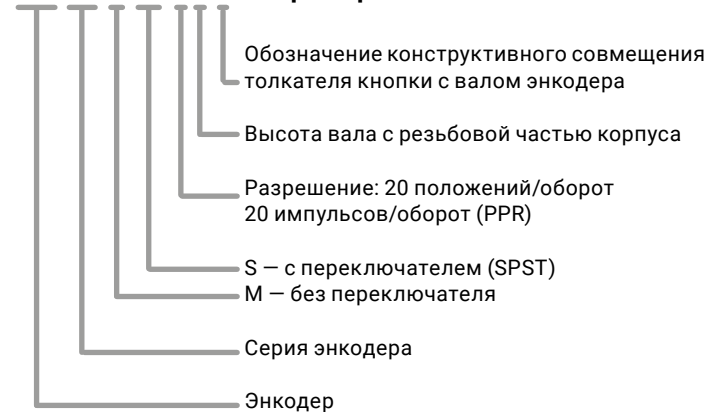 Обозначение конструктивного совмещения
толкателя кнопки с валом энкодера
Высота вала с резьбовой частью корпуса
Разрешение: 20 положений/оборот
20 импульсов/оборот (PPR)
S — с переключателем (SPST)
M — без переключателя
Серия энкодера
Энкодер